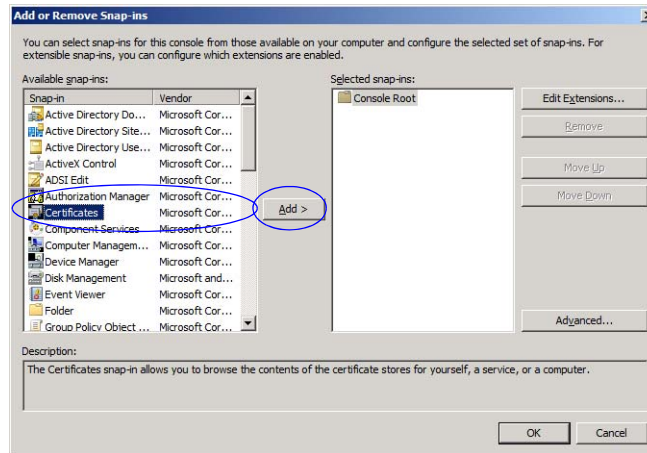 Add or Remove Snap-ins
You can select snap-ins for this console from those available on your computer and configure the selected set of snap-ins. For
extensible snap-ins, you can configure which extensions are enabled.
Available snap-ins:
Selected snap-ins:
Snap-in Vendor
Active Directory Do... Microsoft Cor...
Active Directory Site... Microsoft Cor...
Active Directory Use... Microsoft Cor...
ActiveX Control Microsoft Cor...
ADSI Edit Microsoft Cor...
Authorization Manager Microsoft Cor...
Certificates Microsoft Cor...
Component Services Microsoft Cor...
Computer Managem... Microsoft Cor...
Device Manager Microsoft Cor...
Disk Management Microsoft and...
Event Viewer Microsoft Cor...
Folder Microsoft Cor...
Group Policy Object ... Microsoft Cor...
Add >
Console Root
Edit Extensions...
Remove
Move Up
Move Down
Advanced...
Description:
The Certificates snap-in allows you to browse the contents of the certificate stores for yourself, a service, or a computer.
OK Cancel